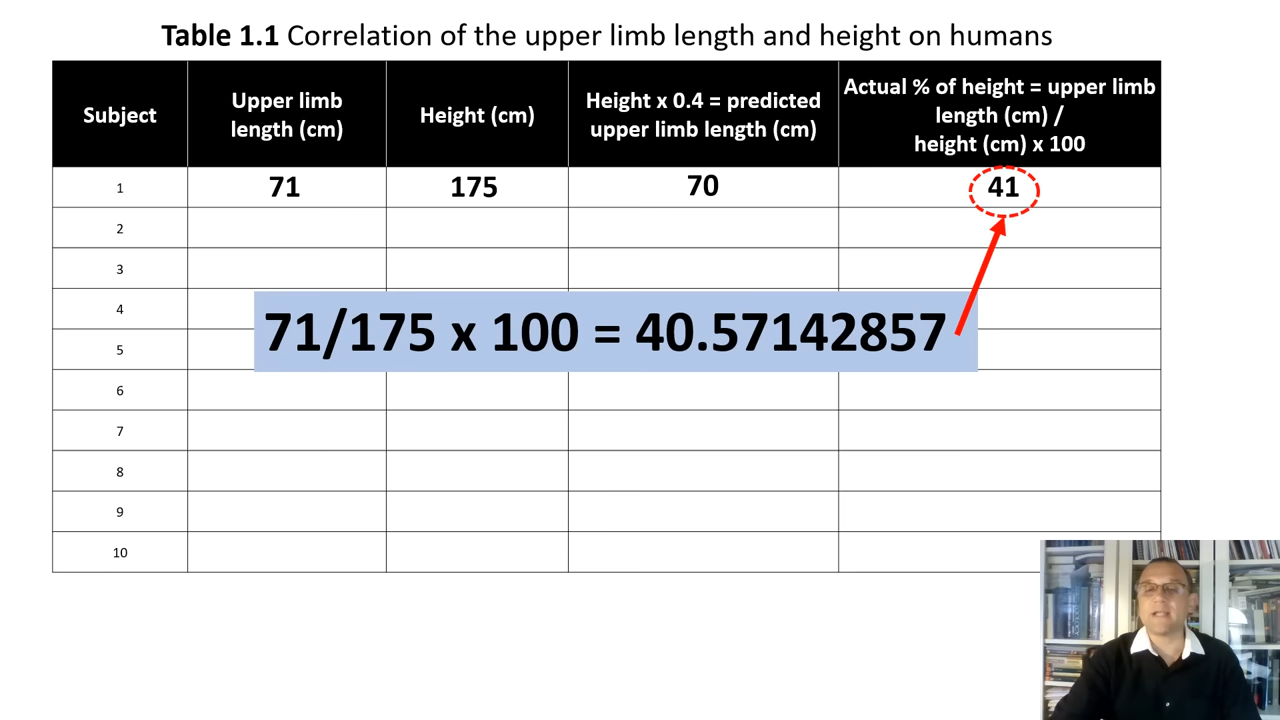 Table 1.1 Correlation of the upper limb length and height on humans
Subject
Upper limb
length (cm)
Height (cm)
Height x 0.4 = predicted
upper limb length (cm)
Actual % of height = upper limb
length (cm) /
height (cm) x 100
1 71 175 70 41
2
3
4
71/175 x 100 = 40.57142857
5
6
7
8
9
10